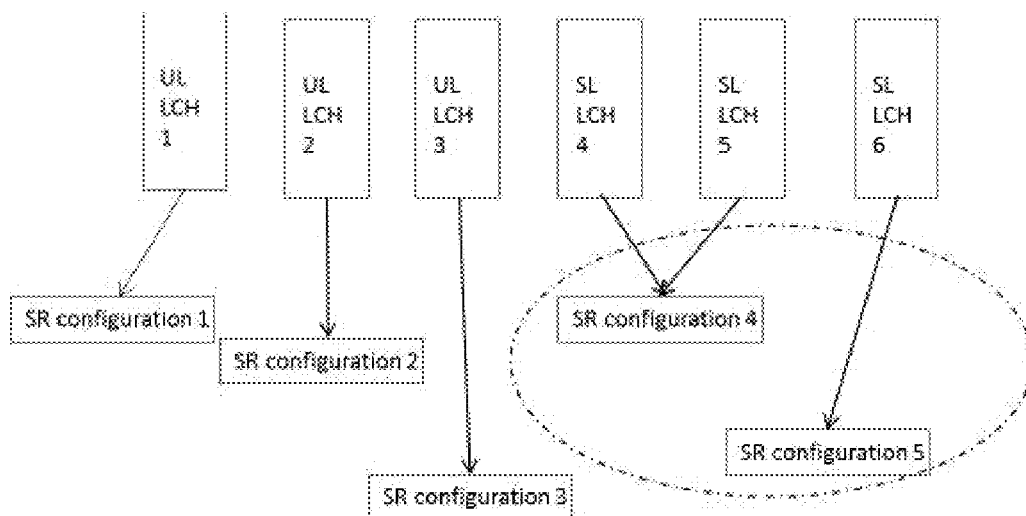 UL
LCH
1
UL
LCH
2
UL
LCH
3
SL
LCH
4
SL
LCH
5
SL
LCH
6
SR configuration 1
SR configuration 2
SR configuration 3
SR configuration 4
SR configuration 5